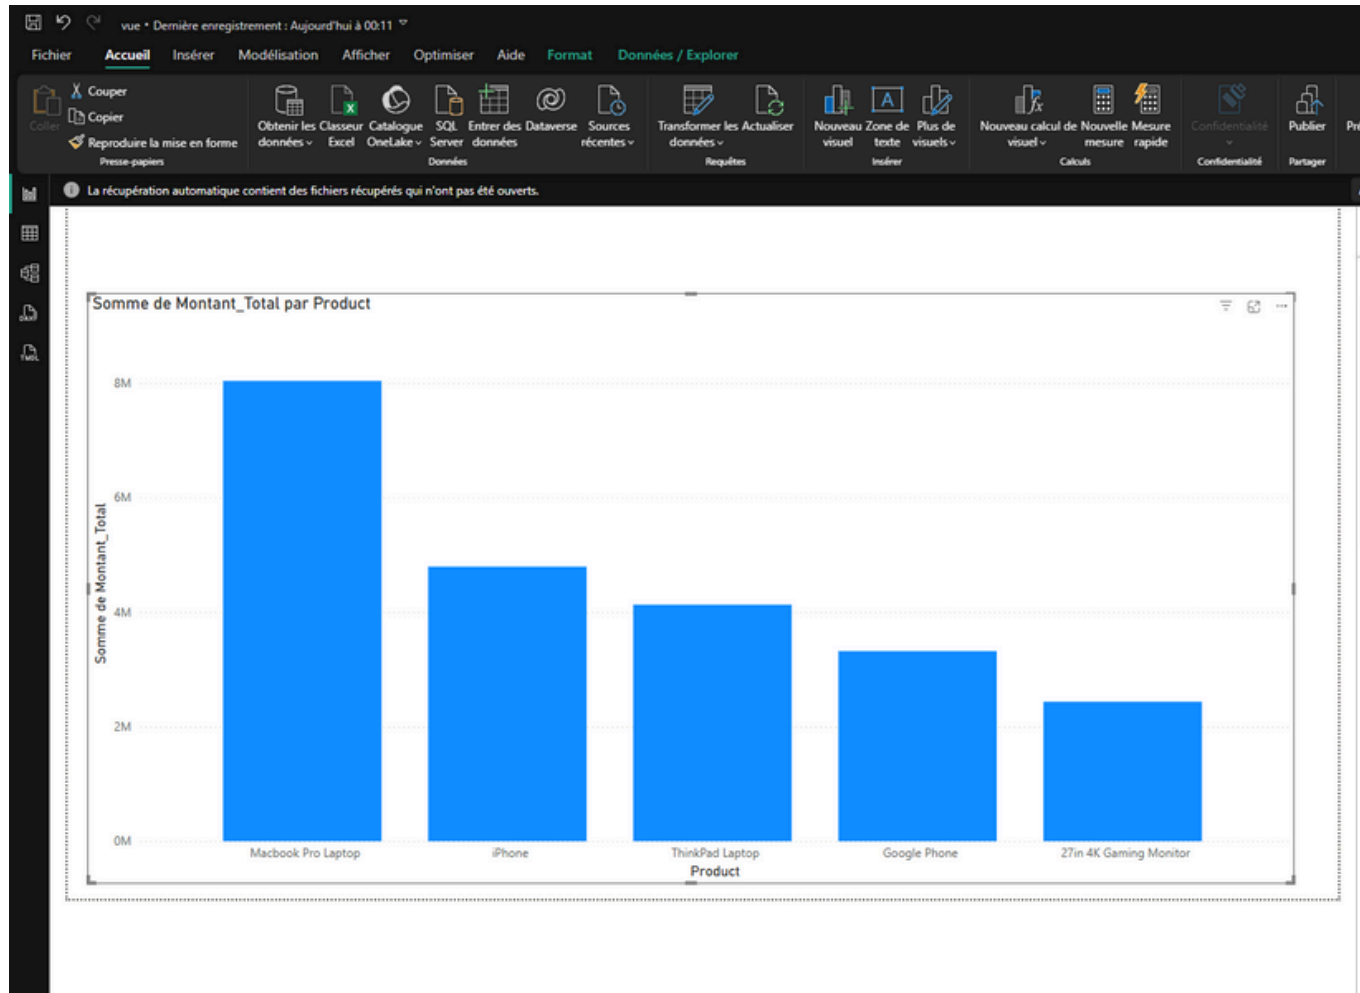 vue • Dernière enregistrement : Aujourd'hui à 00:11
Fichier Accueil Insérer Modélisation Afficher Optimiser Aide Format Données / Explorer
Coller
Couper
Copier
Reproduire la mise en forme
Presse-papiers
Obtenir les données
Classeur Excel
Catalogue OneLake
SQL Server
Entrer des données
Dataverse
Sources récentes
Données
Transformer les données
Actualiser
Requêtes
Nouveau visuel
Zone de texte
Plus de visuels
Insérer
Nouveau calcul de visuel
Nouvelle mesure
Mesure rapide
Calculs
Confidentialité
Confidentialité
Publier
Partager
La récupération automatique contient des fichiers récupérés qui n'ont pas été ouverts.
Somme de Montant_Total par Product
Somme de Montant_Total
8M
6M
4M
2M
0M
Macbook Pro Laptop iPhone ThinkPad Laptop Google Phone 27in 4K Gaming Monitor
Product